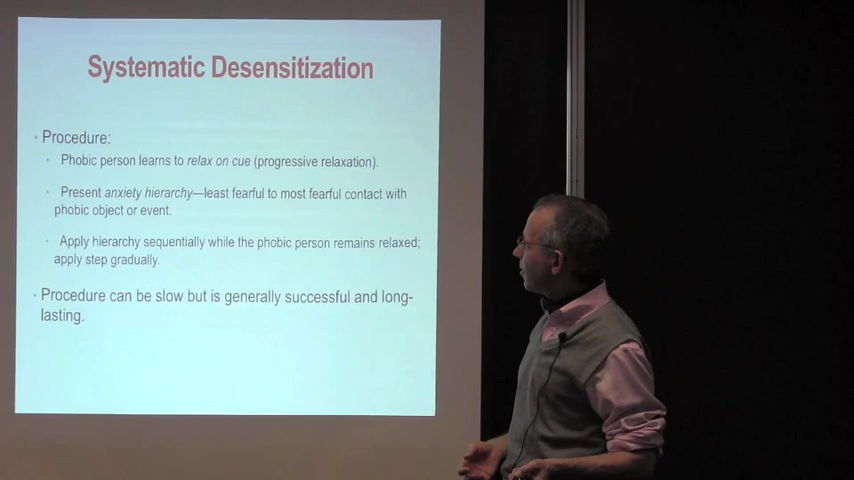 Systematic Desensitization
• Procedure:
• Phobic person learns to relax on cue (progressive relaxation).
• Present anxiety hierarchy—least fearful to most fearful contact with
phobic object or event.
• Apply hierarchy sequentially while the phobic person remains relaxed;
apply step gradually.
• Procedure can be slow but is generally successful and long-
lasting.